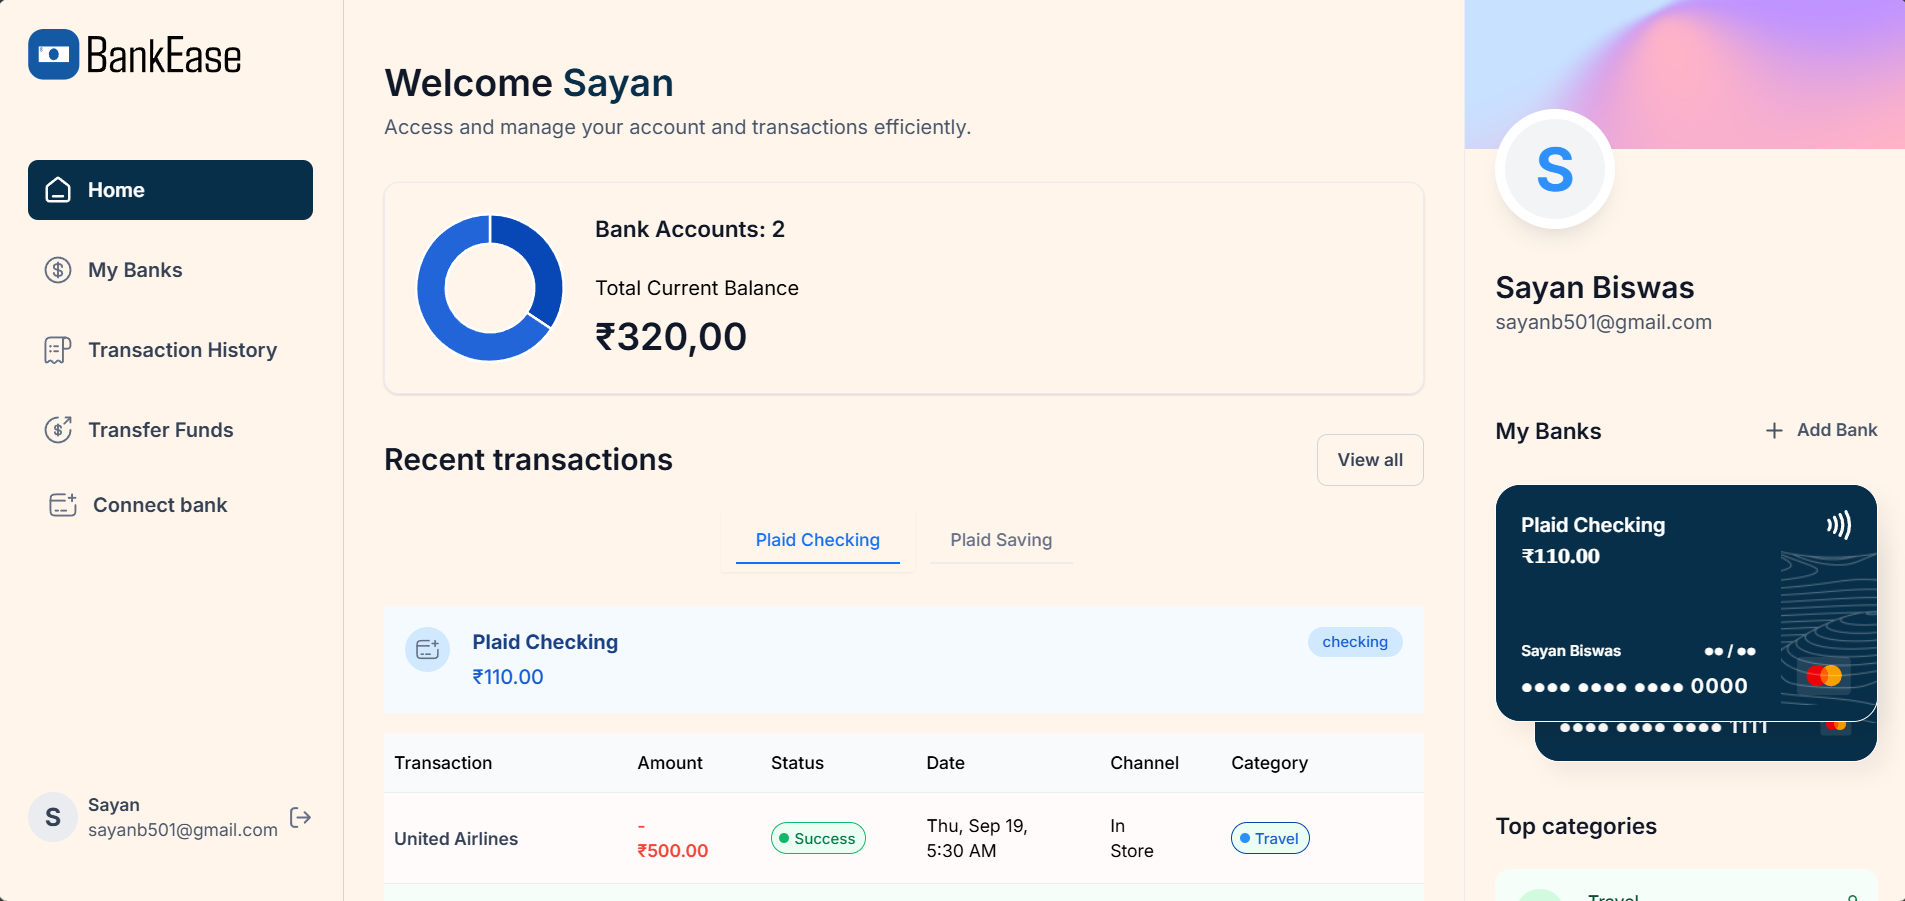 BankEase
Home
My Banks
Transaction History
Transfer Funds
Connect bank
S
Sayan
sayanb501@gmail.com
Welcome Sayan
Access and manage your account and transactions efficiently.
Bank Accounts: 2
Total Current Balance
₹320,00
Recent transactions
View all
Plaid Checking
Plaid Saving
Plaid Checking
₹110.00
checking
Transaction Amount Status Date Channel Category
United Airlines
-
₹500.00
Success
Thu, Sep 19,
5:30 AM
In
Store
Travel
S
Sayan Biswas
sayanb501@gmail.com
My Banks
+ Add Bank
Plaid Checking
₹110.00
Sayan Biswas ●● / ●●
●●●● ●●●● ●●●● 0000
●●●● ●●●● ●●●● 1111
Top categories
Travel